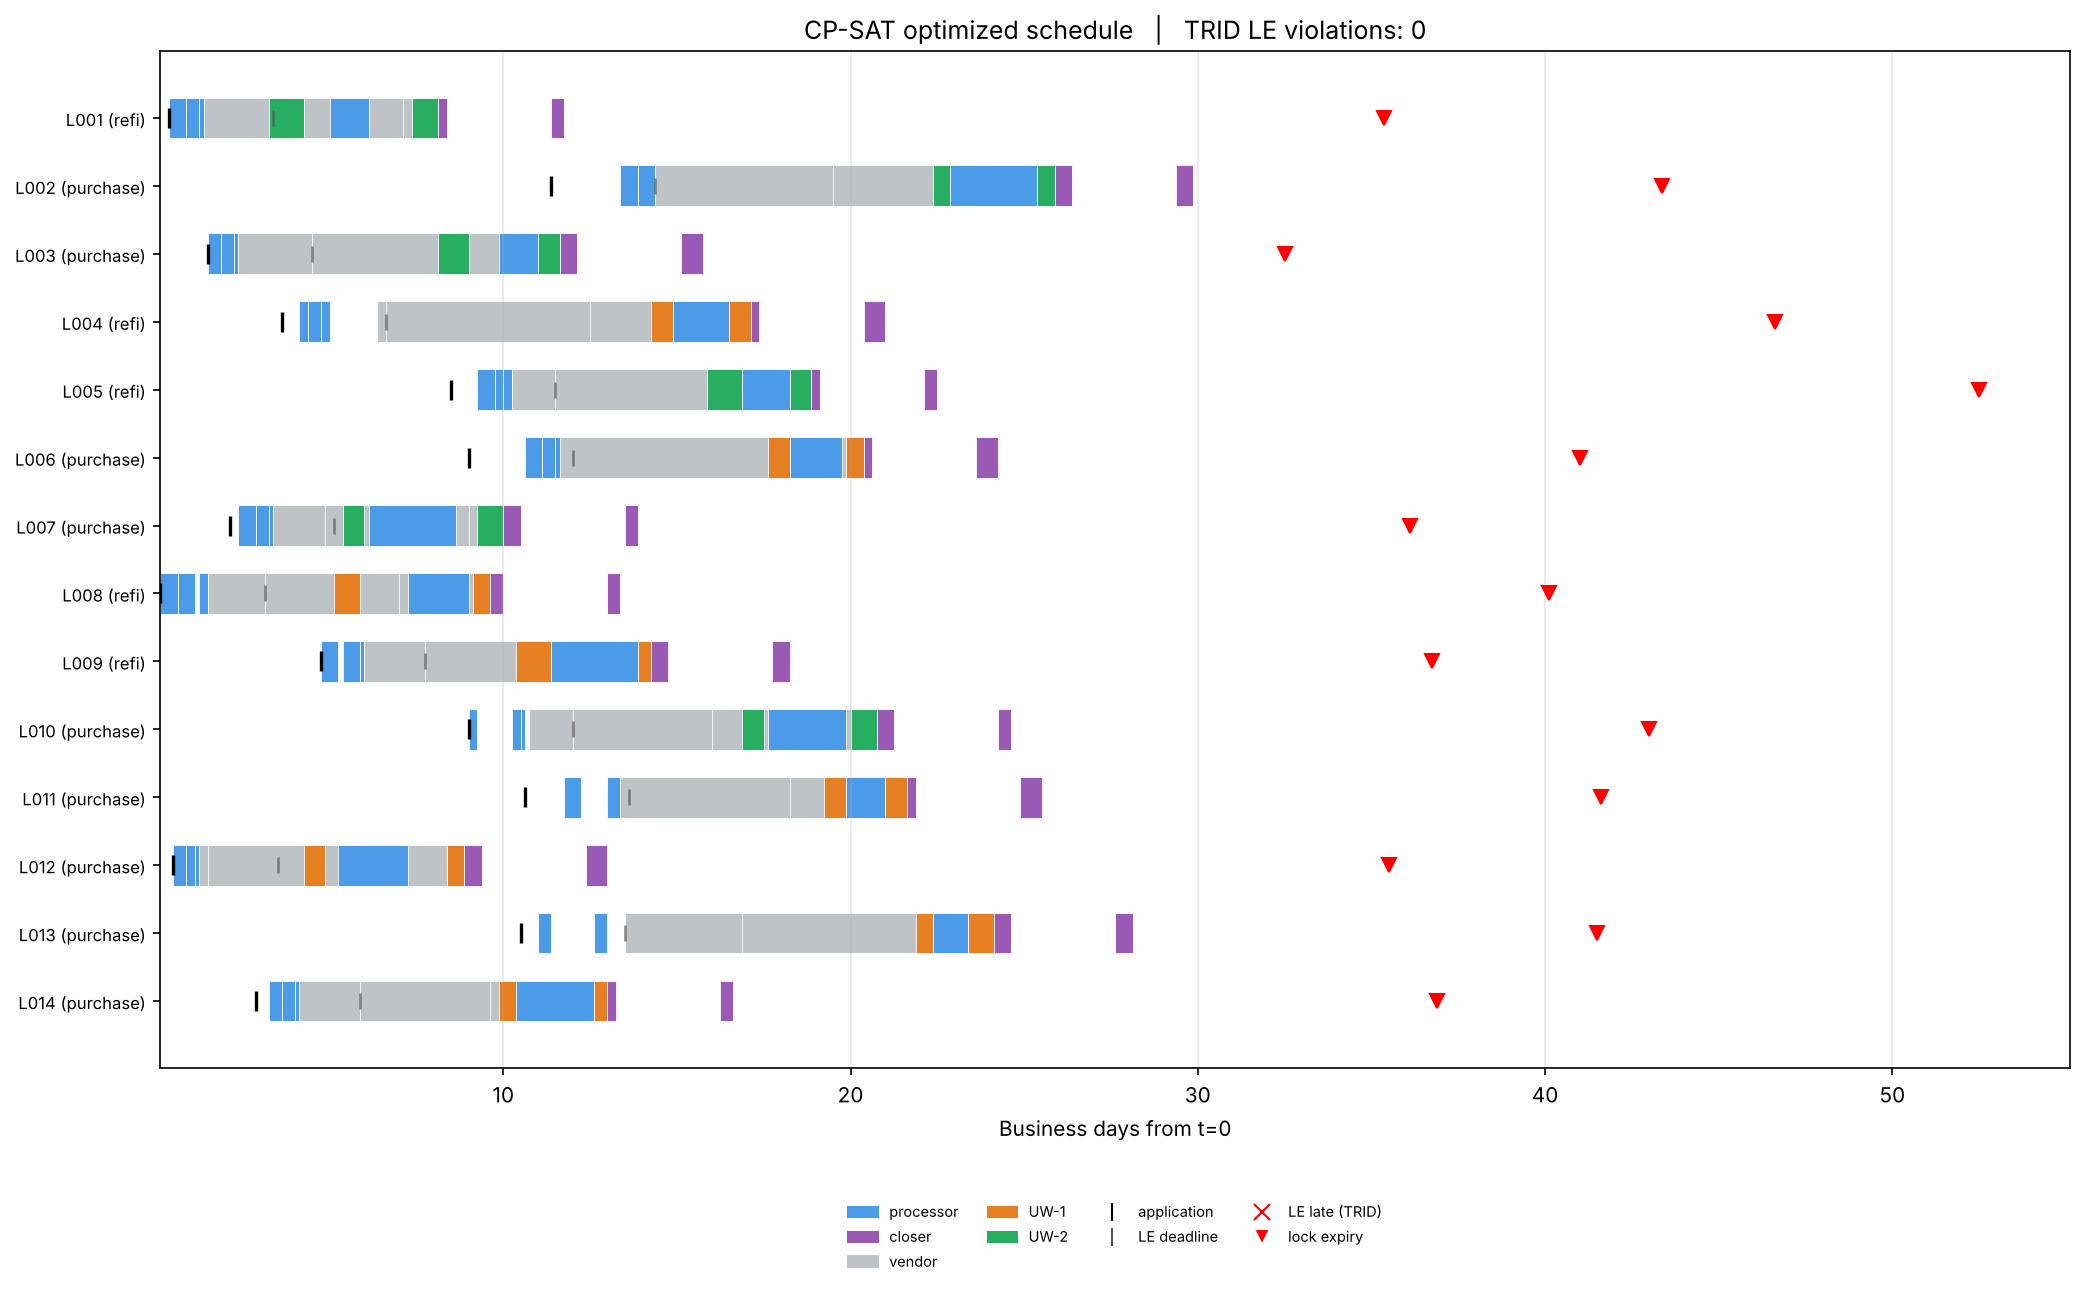 CP-SAT optimized schedule | TRID LE violations: 0
L001 (refi)
L002 (purchase)
L003 (purchase)
L004 (refi)
L005 (refi)
L006 (purchase)
L007 (purchase)
L008 (refi)
L009 (refi)
L010 (purchase)
L011 (purchase)
L012 (purchase)
L013 (purchase)
L014 (purchase)
10 20 30 40 50
Business days from t=0
processor UW-1 application LE late (TRID)
closer UW-2 LE deadline lock expiry
vendor